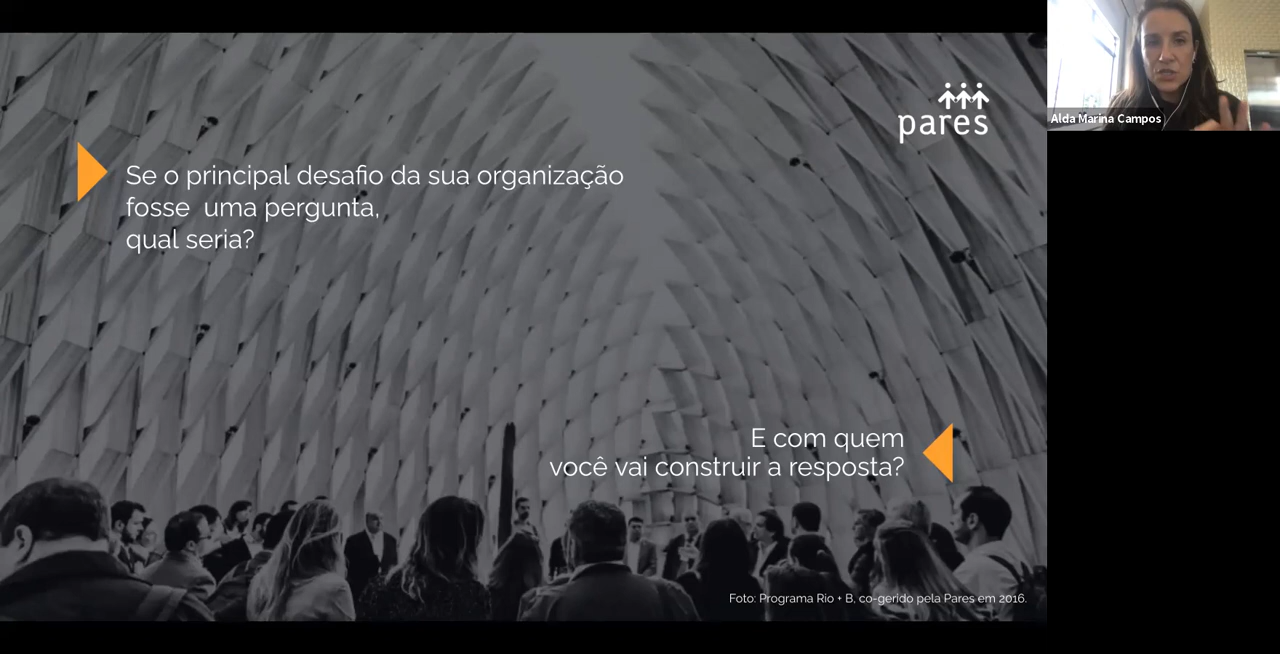 Alda Marina Campos
pares
Se o principal desafio da sua organização
fosse  uma pergunta,
qual seria?
E com quem
você vai construir a resposta?
Foto: Programa Rio + B, co-gerido pela Pares em 2016.